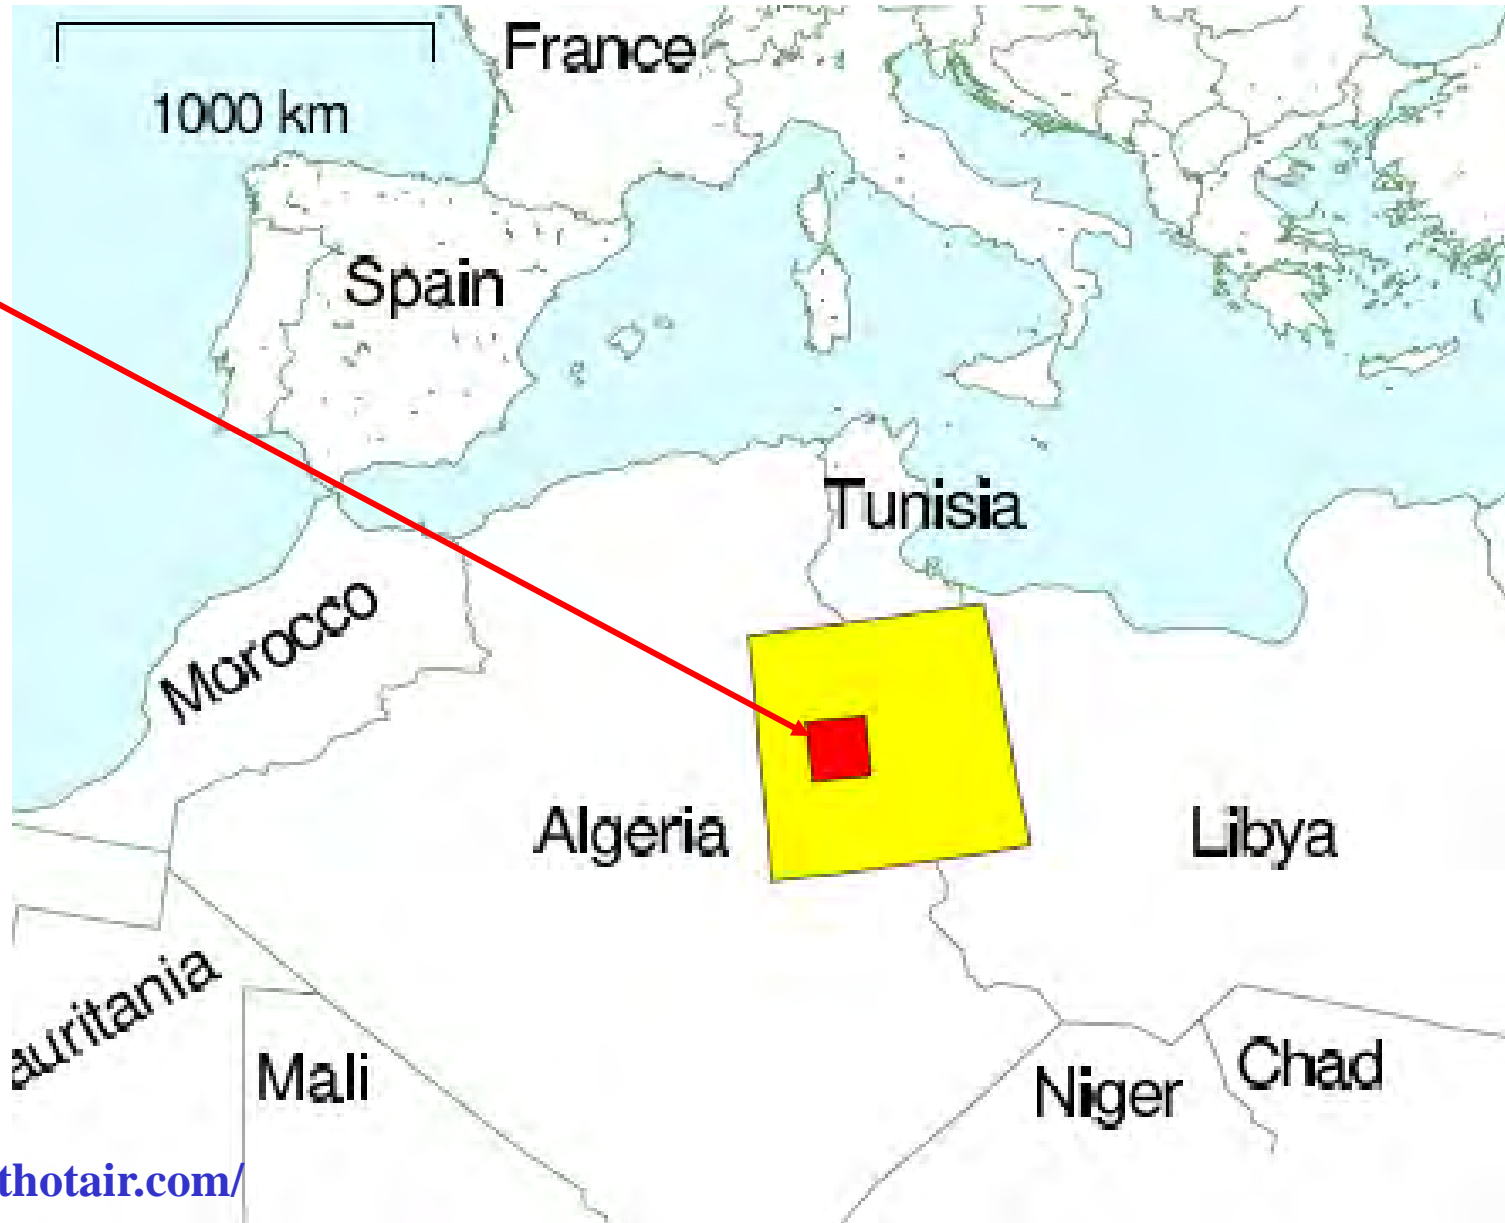 France
1000 km
Spain
Tunisia
Morocco
Algeria
Libya
auritania
Mali
Niger
Chad
thotair.com/